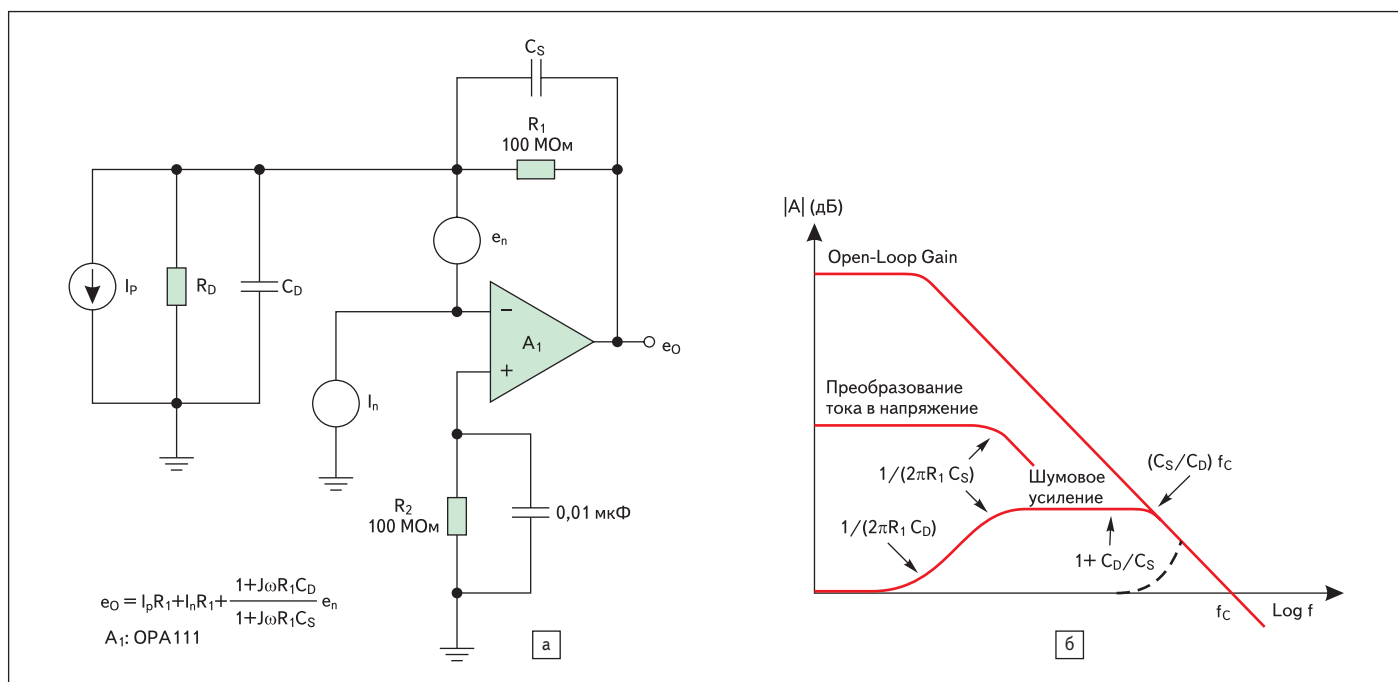 C_S
R_1
100 МОм
e_n
I_P
R_D
C_D
−
A_1
+
e_O
I_n
R_2
100 МОм
0,01 мкФ
e_O = I_pR_1+I_nR_1+ (1+JωR_1C_D)/(1+JωR_1C_S) e_n
A_1: OPA111
а
|A| (дБ)
Open-Loop Gain
Преобразование
тока в напряжение
(C_S/C_D) f_C
1/(2πR_1 C_S)
Шумовое
усиление
1/(2πR_1 C_D)
1+ C_D/C_S
f_C
Log f
б